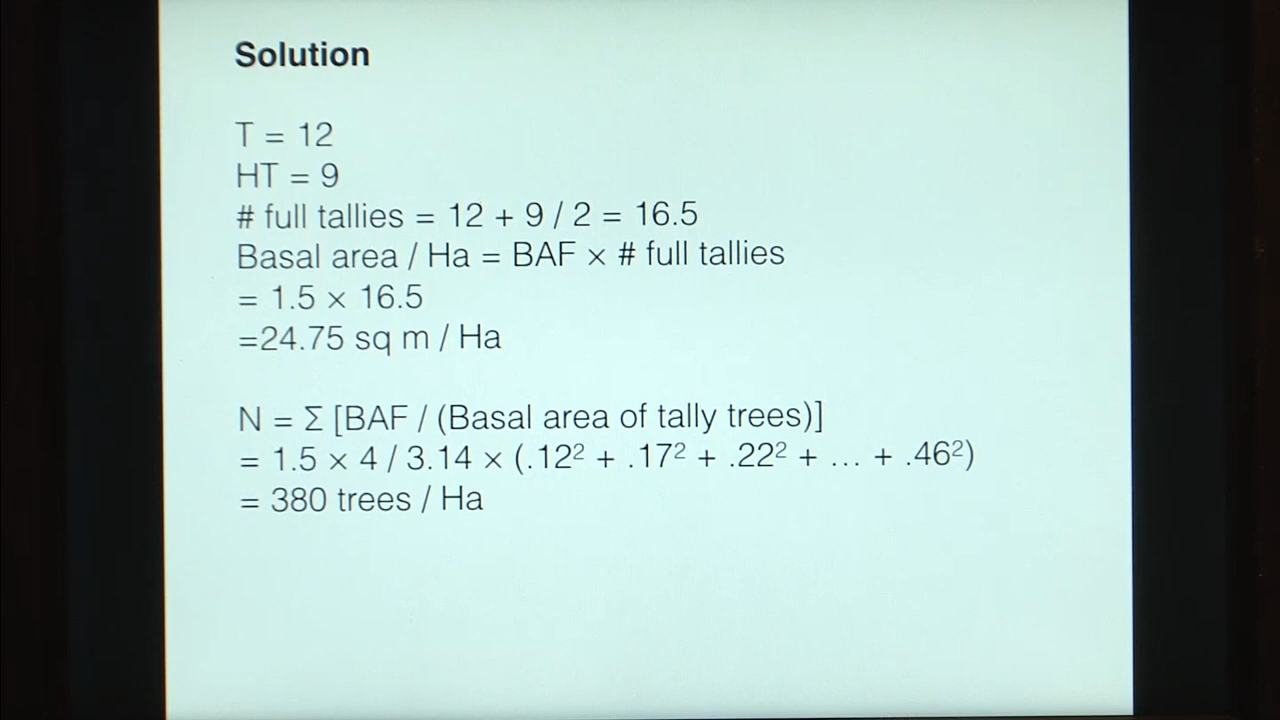 Solution
T = 12
HT = 9
# full tallies = 12 + 9 / 2 = 16.5
Basal area / Ha = BAF × # full tallies
= 1.5 × 16.5
=24.75 sq m / Ha
N = Σ [BAF / (Basal area of tally trees)]
= 1.5 × 4 / 3.14 × (.12² + .17² + .22² + ... + .46²)
= 380 trees / Ha